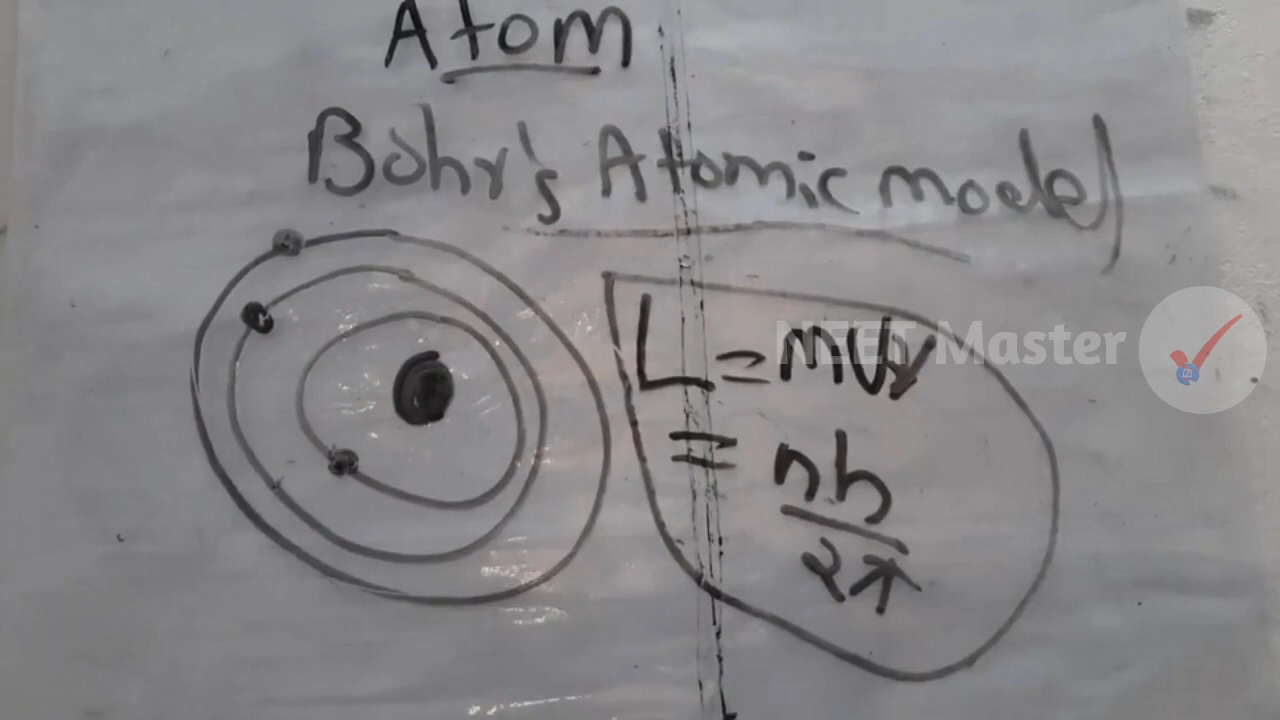 Atom
Bohr's Atomic model
L = mvr
= nh
2π
NEET Master